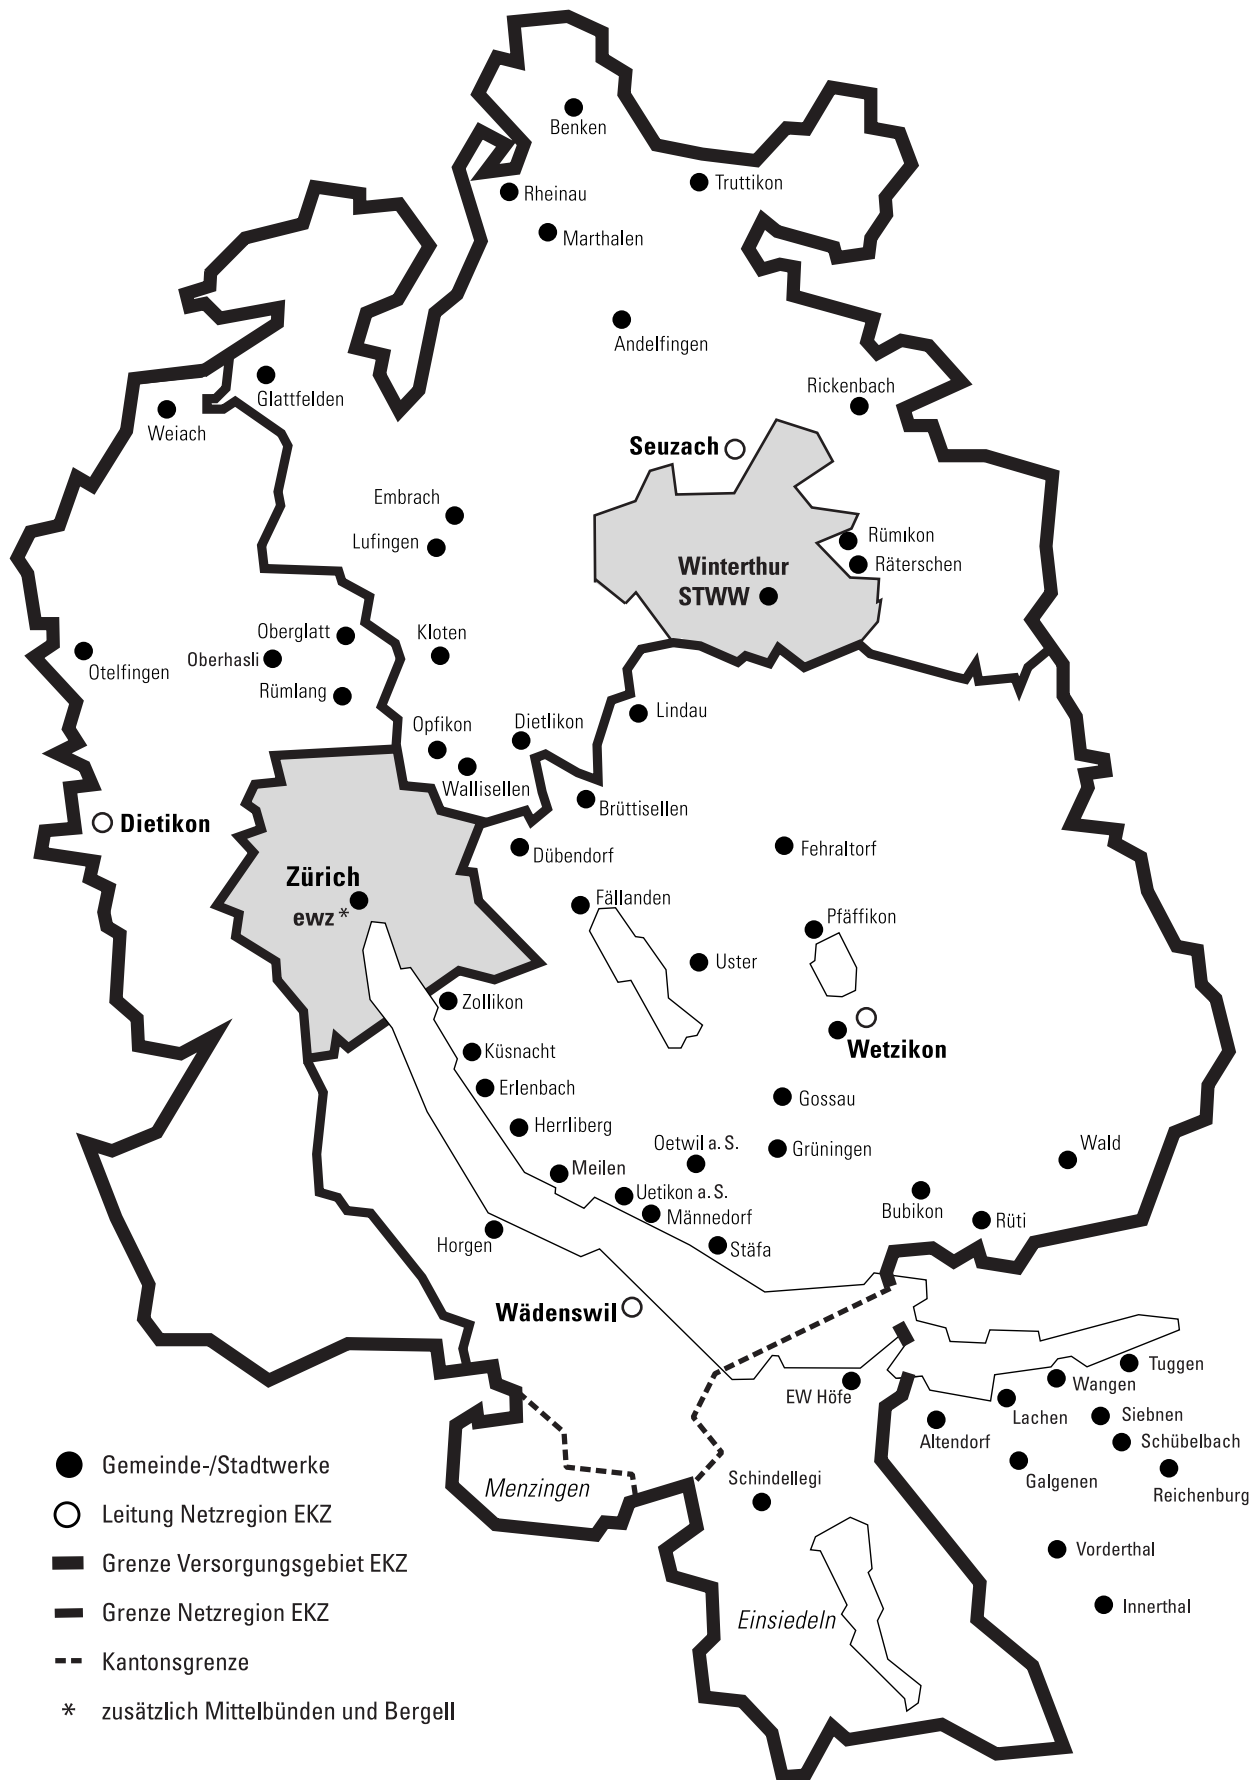 Benken
Truttikon
Rheinau
Marthalen
Andelfingen
Glattfelden
Rickenbach
Weiach
Seuzach
Embrach
Lufingen
Rümikon
Räterschen
Winterthur
STWW
Oberglatt
Kloten
Oberhasli
Otelfingen
Rümlang
Lindau
Opfikon
Dietlikon
Wallisellen
Brüttisellen
Dietikon
Dübendorf
Fehraltorf
Zürich
ewz *
Fällanden
Pfäffikon
Uster
Zollikon
Küsnacht
Wetzikon
Erlenbach
Gossau
Herrliberg
Oetwil a. S.
Grüningen
Wald
Meilen
Uetikon a. S.
Männedorf
Bubikon
Rüti
Horgen
Stäfa
Wädenswil
Tuggen
Wangen
EW Höfe
Lachen
Siebnen
Altendorf
Schübelbach
Galgenen
Reichenburg
Schindellegi
Menzingen
Vorderthal
Innerthal
Einsiedeln
Gemeinde-/Stadtwerke
Leitung Netzregion EKZ
Grenze Versorgungsgebiet EKZ
Grenze Netzregion EKZ
Kantonsgrenze
* zusätzlich Mittelbünden und Bergell